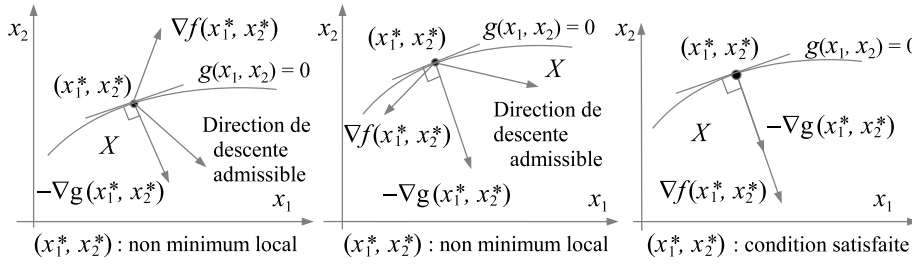 x₂
∇f(x₁*, x₂*)
(x₁*, x₂*)
g(x₁, x₂) = 0
X
Direction de
descente
admissible
−∇g(x₁*, x₂*)
x₁
(x₁*, x₂*) : non minimum local
x₂
(x₁*, x₂*)
g(x₁, x₂) = 0
X
∇f(x₁*, x₂*)
Direction de
descente
admissible
−∇g(x₁*, x₂*)
x₁
(x₁*, x₂*) : non minimum local
x₂
(x₁*, x₂*)
g(x₁, x₂) = 0
X
−∇g(x₁*, x₂*)
∇f(x₁*, x₂*)
x₁
(x₁*, x₂*) : condition satisfaite